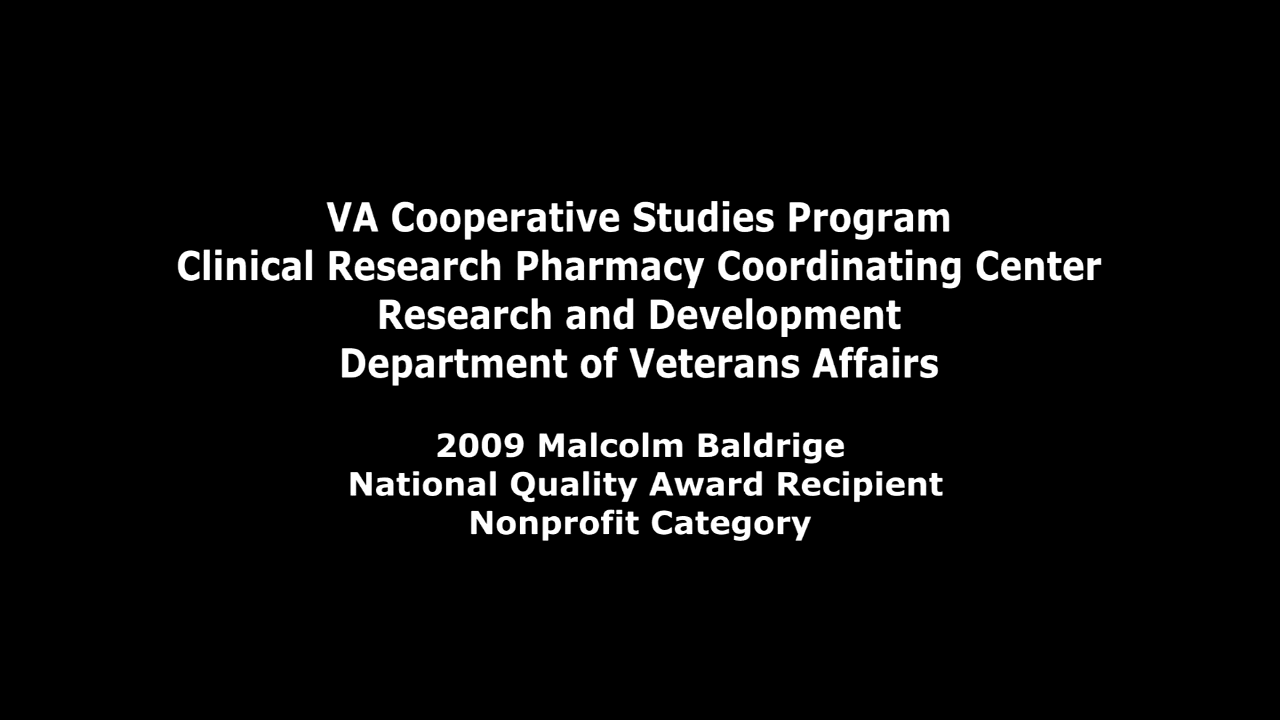 VA Cooperative Studies Program
Clinical Research Pharmacy Coordinating Center
Research and Development
Department of Veterans Affairs
2009 Malcolm Baldrige
National Quality Award Recipient
Nonprofit Category